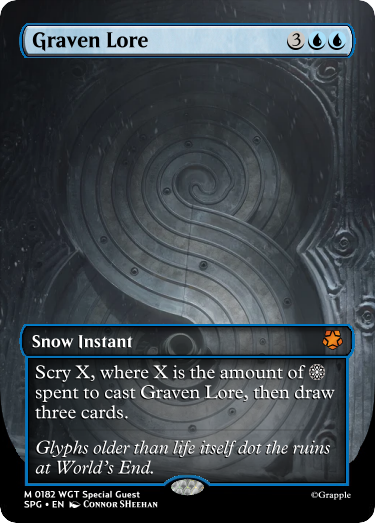 Graven Lore 3
Snow Instant
Scry X, where X is the amount of
spent to cast Graven Lore, then draw
three cards.
Glyphs older than life itself dot the ruins
at World's End.
M 0182 WGT Special Guest
SPG • EN Connor Sheehan
©Grapple